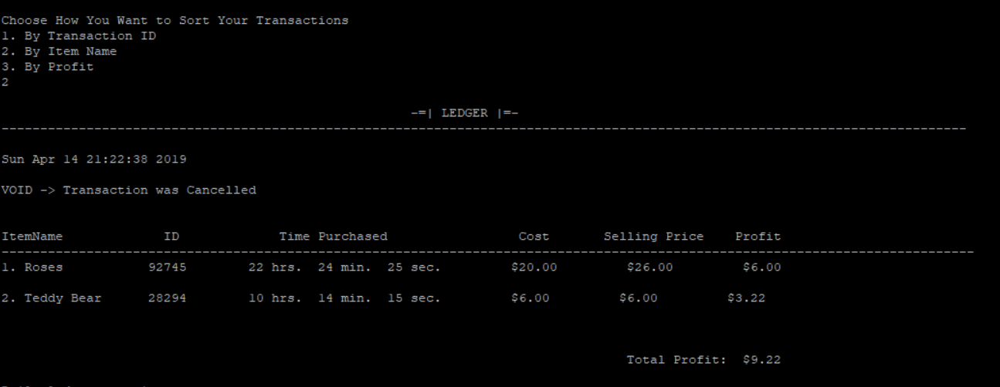 Choose How You Want to Sort Your Transactions
1. By Transaction ID
2. By Item Name
3. By Profit
2
-=| LEDGER |=-
Sun Apr 14 21:22:38 2019
VOID -> Transaction was Cancelled
ItemName ID Time Purchased Cost Selling Price Profit
1. Roses 92745 22 hrs. 24 min. 25 sec. $20.00 $26.00 $6.00
2. Teddy Bear 28294 10 hrs. 14 min. 15 sec. $6.00 $6.00 $3.22
Total Profit: $9.22